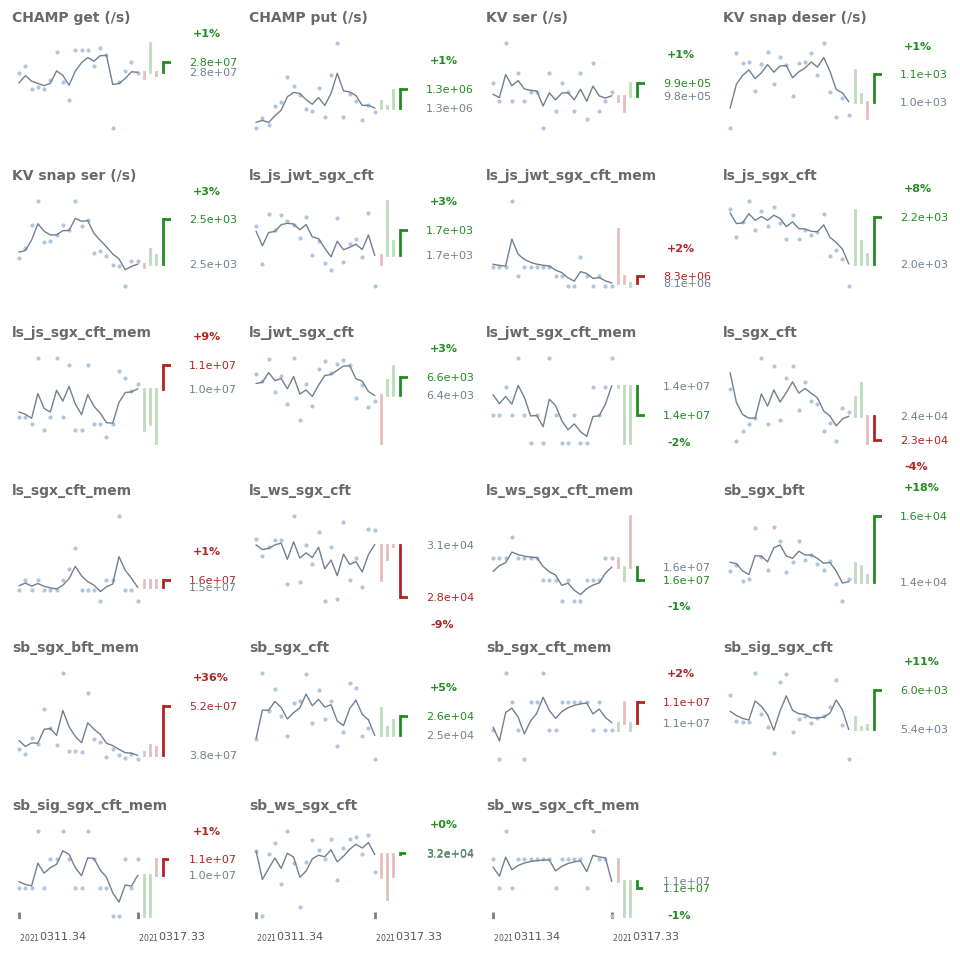 CHAMP get (/s)
+1%
2.8e+07
2.8e+07
CHAMP put (/s)
+1%
1.3e+06
1.3e+06
KV ser (/s)
+1%
9.9e+05
9.8e+05
KV snap deser (/s)
+1%
1.1e+03
1.0e+03
KV snap ser (/s)
+3%
2.5e+03
2.5e+03
ls_js_jwt_sgx_cft
+3%
1.7e+03
1.7e+03
ls_js_jwt_sgx_cft_mem
+2%
8.3e+06
8.1e+06
ls_js_sgx_cft
+8%
2.2e+03
2.0e+03
ls_js_sgx_cft_mem
+9%
1.1e+07
1.0e+07
ls_jwt_sgx_cft
+3%
6.6e+03
6.4e+03
ls_jwt_sgx_cft_mem
1.4e+07
1.4e+07
-2%
ls_sgx_cft
2.4e+04
2.3e+04
-4%
ls_sgx_cft_mem
+1%
1.6e+07
1.5e+07
ls_ws_sgx_cft
3.1e+04
2.8e+04
-9%
ls_ws_sgx_cft_mem
1.6e+07
1.6e+07
-1%
sb_sgx_bft
+18%
1.6e+04
1.4e+04
sb_sgx_bft_mem
+36%
5.2e+07
3.8e+07
sb_sgx_cft
+5%
2.6e+04
2.5e+04
sb_sgx_cft_mem
+2%
1.1e+07
1.1e+07
sb_sig_sgx_cft
+11%
6.0e+03
5.4e+03
sb_sig_sgx_cft_mem
+1%
1.1e+07
1.0e+07
2021 0311.34
2021 0317.33
sb_ws_sgx_cft
+0%
3.2e+04
3.2e+04
2021 0311.34
2021 0317.33
sb_ws_sgx_cft_mem
1.1e+07
1.1e+07
-1%
2021 0311.34
2021 0317.33